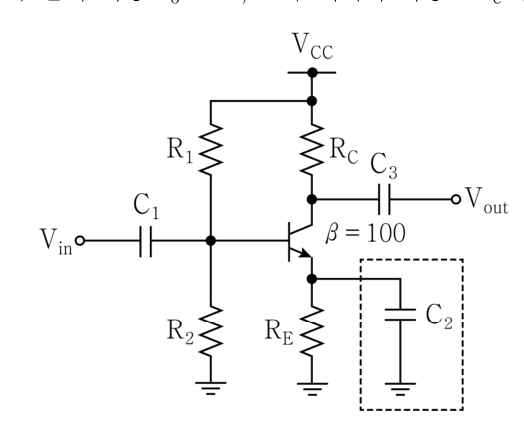 V_CC
R_1
R_C
C_3
C_1
V_out
V_in
β = 100
R_2
R_E
C_2